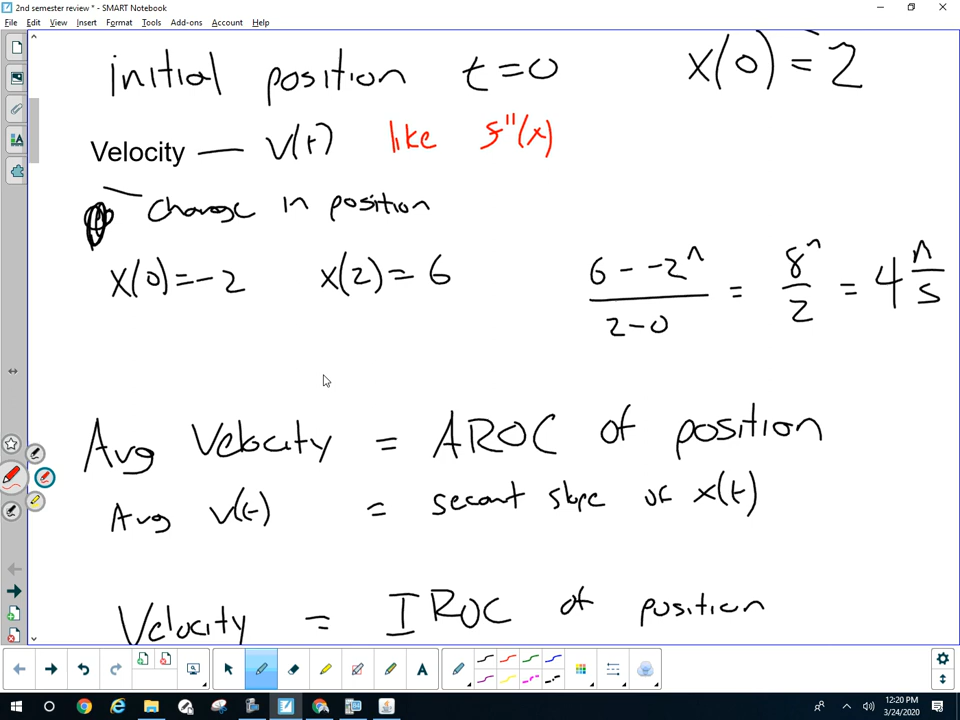 2nd semester review * - SMART Notebook
File Edit View Insert Format Tools Add-ons Account Help
initial position t=0 x(0)=2
Velocity — v(t) like f"(x)
change in position
x(0)=-2 x(2)=6 6--2^m / 2-0 = 8^m / 2 = 4 m/s
Avg Velocity = AROC of position
Avg v(t) = secant slope of x(t)
Velocity = IROC of position
A
12:20 PM
3/24/2020